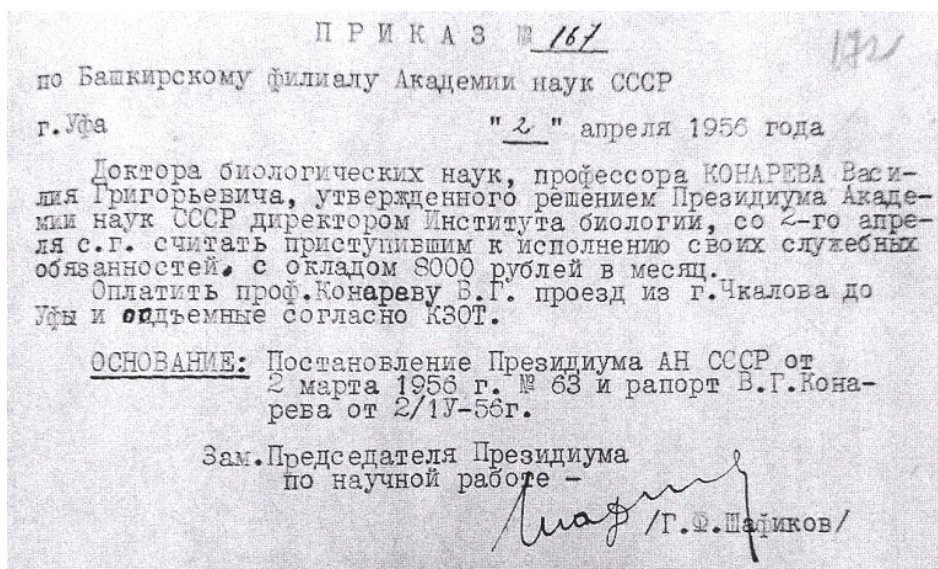 ПРИКАЗ № 167
172
по Башкирскому филиалу Академии наук СССР
г.Уфа "2" апреля 1956 года
Доктора биологических наук, профессора КОНАРЕВА Васи-
лия Григорьевича, утвержденного решением Президиума Акаде-
мии наук СССР директором Института биологии, со 2-го апре-
ля с.г. считать приступившим к исполнению своих служебных
обязанностей, с окладом 8000 рублей в месяц.
Оплатить проф.Конареву В.Г. проезд из г.Чкалова до
Уфы и подъемные согласно КЗОТ.
ОСНОВАНИЕ: Постановление Президиума АН СССР от
2 марта 1956 г. № 63 и рапорт В.Г.Кона-
рева от 2/1У-56г.
Зам.Председателя Президиума
по научной работе -
/Г.Ф.Шафиков/